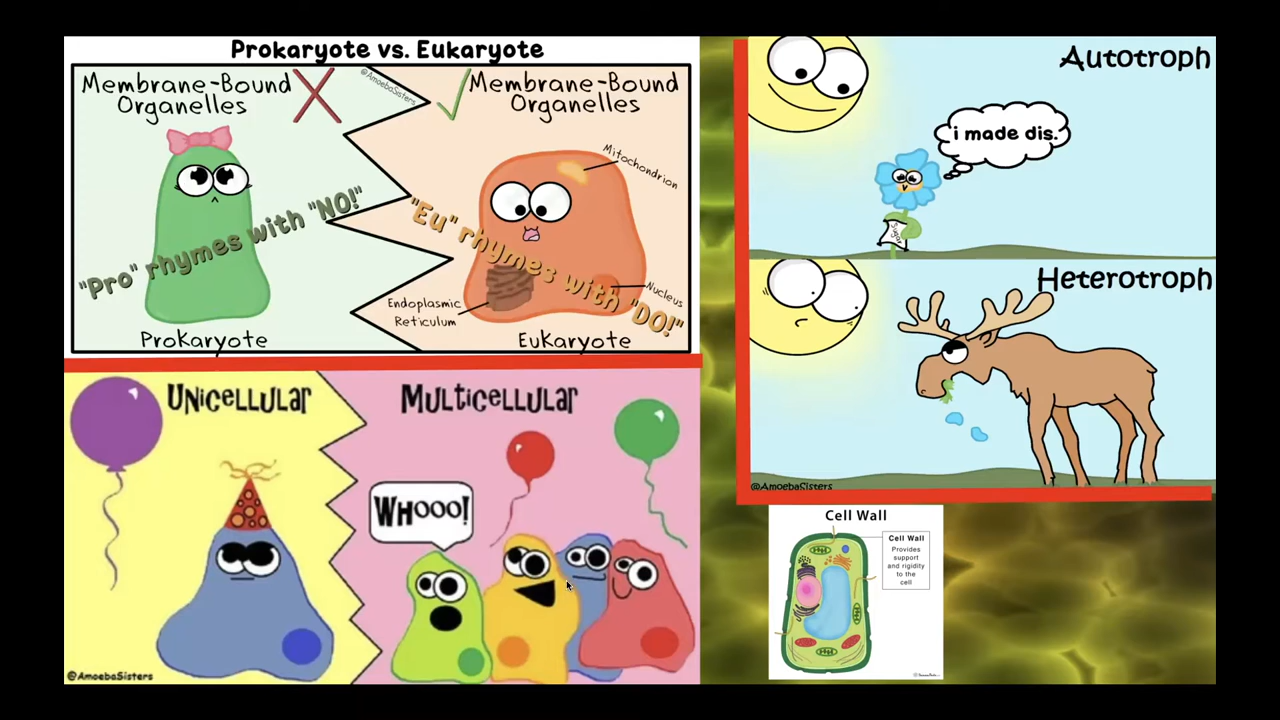 Prokaryote vs. Eukaryote
Membrane-Bound
Organelles
@AmoebaSisters
Membrane-Bound
Organelles
Mitochondrion
"Pro" rhymes with "NO!"
"Eu" rhymes with "DO!"
Endoplasmic
Reticulum
Nucleus
Prokaryote
Eukaryote
Unicellular
Multicellular
WHOOO!
@AmoebaSisters
Autotroph
i made dis.
Heterotroph
@AmoebaSisters
Cell Wall
Cell Wall
Provides
support
and rigidity
to the
cell